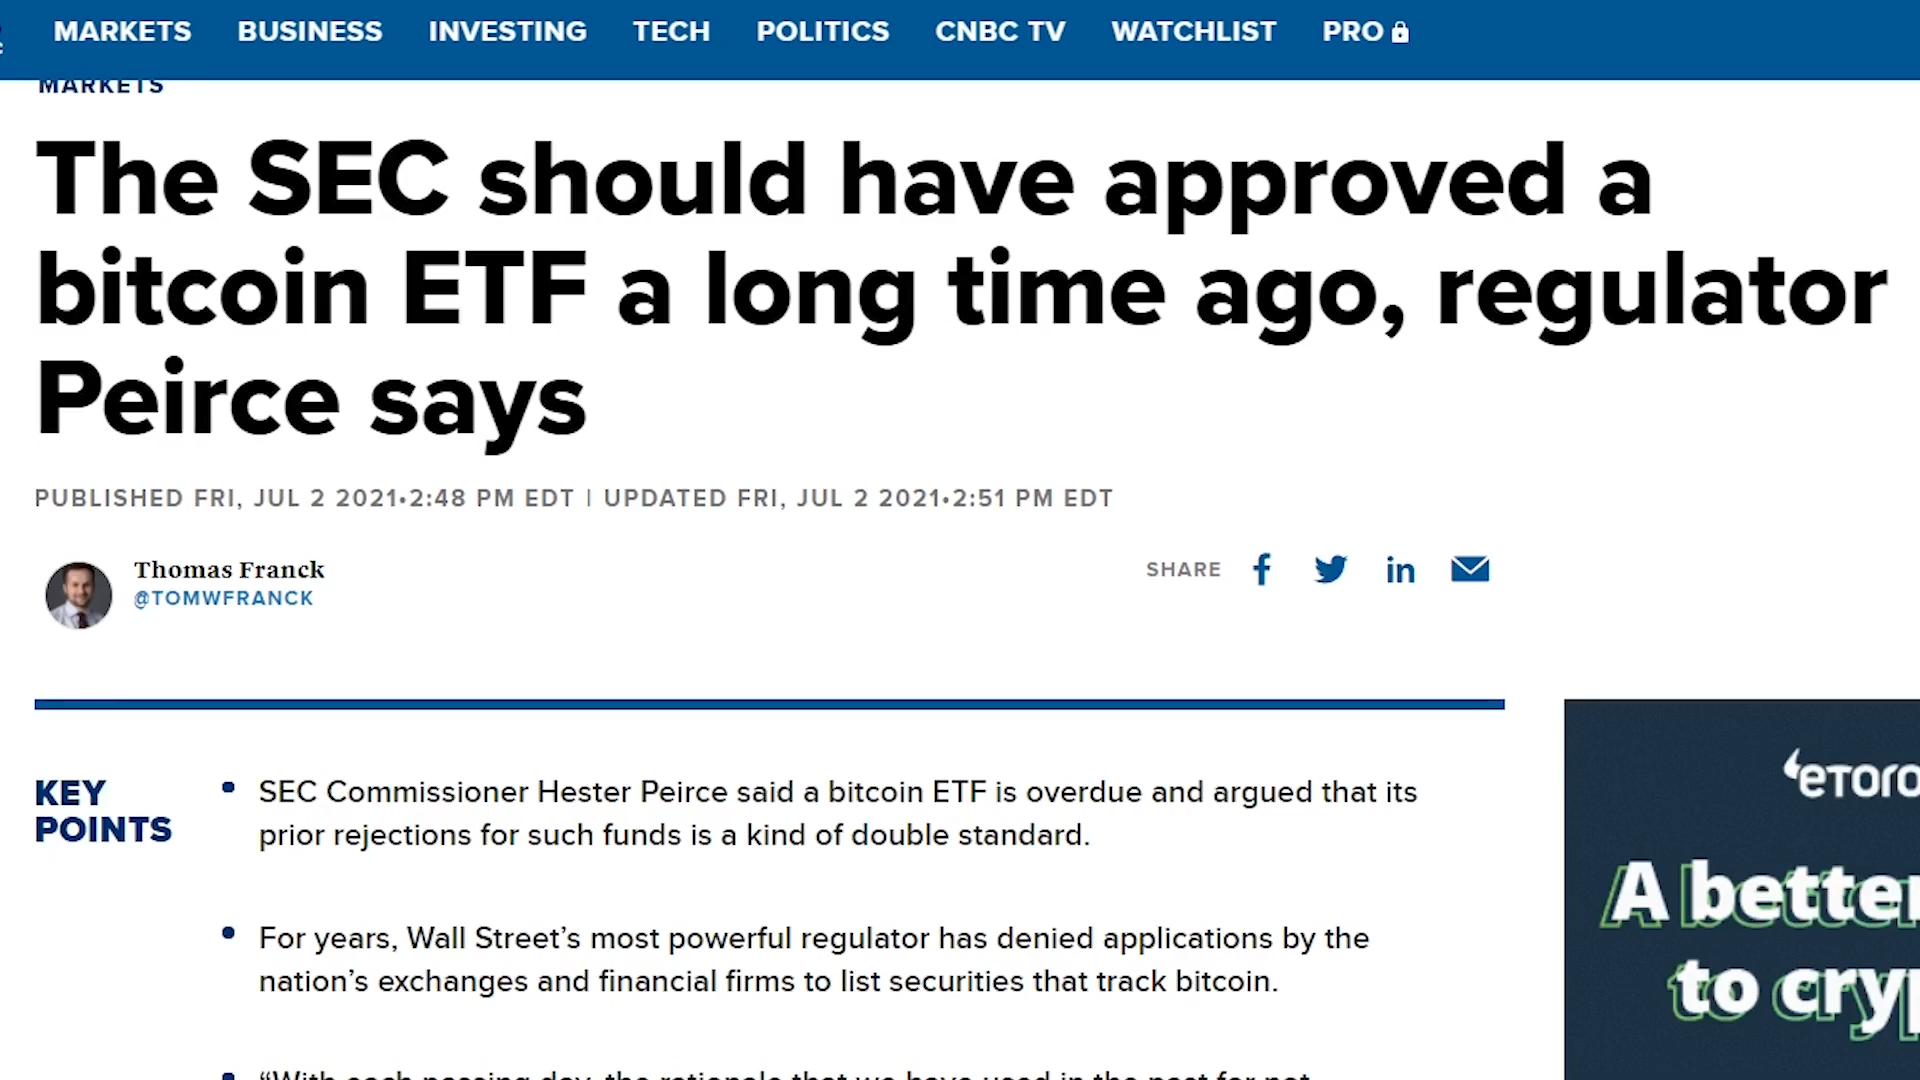 MARKETS BUSINESS INVESTING TECH POLITICS CNBC TV WATCHLIST PRO
MARKETS
The SEC should have approved a
bitcoin ETF a long time ago, regulator
Peirce says
PUBLISHED FRI, JUL 2 2021•2:48 PM EDT | UPDATED FRI, JUL 2 2021•2:51 PM EDT
Thomas Franck
@TOMWFRANCK
SHARE
KEY
POINTS
• SEC Commissioner Hester Peirce said a bitcoin ETF is overdue and argued that its
prior rejections for such funds is a kind of double standard.
• For years, Wall Street’s most powerful regulator has denied applications by the
nation’s exchanges and financial firms to list securities that track bitcoin.
• “With each passing day, the rationale that we have used in the past for not
eToro
A better
to cry